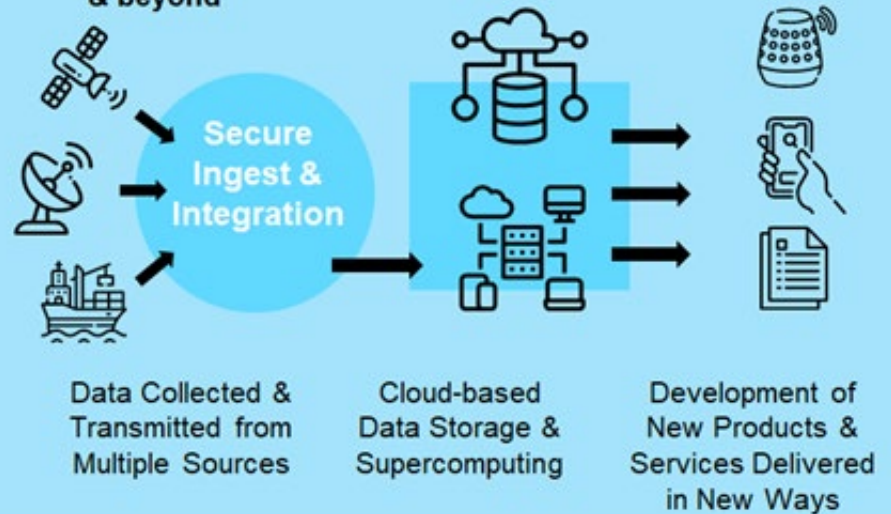 & beyond
Secure
Ingest &
Integration
Data Collected &
Transmitted from
Multiple Sources
Cloud-based
Data Storage &
Supercomputing
Development of
New Products &
Services Delivered
in New Ways